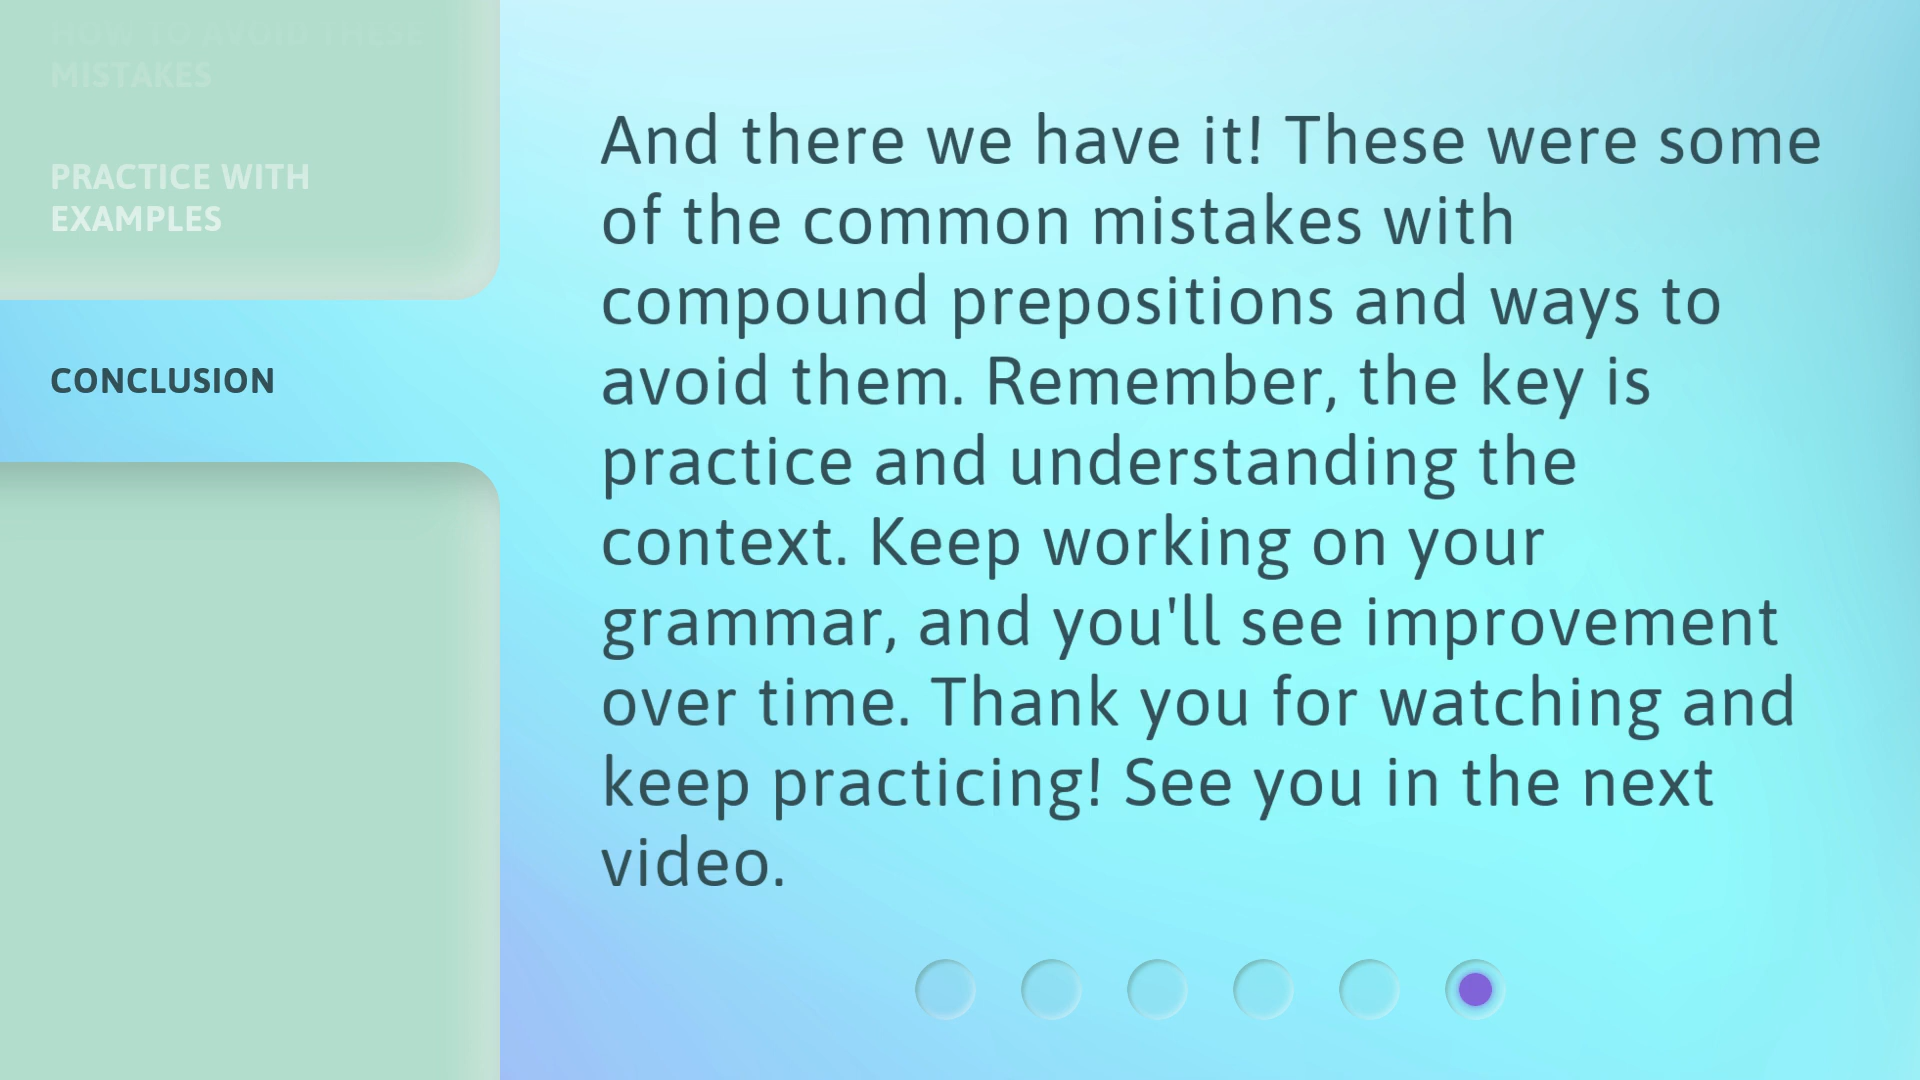 HOW TO AVOID THESE
MISTAKES
PRACTICE WITH
EXAMPLES
CONCLUSION
And there we have it! These were some
of the common mistakes with
compound prepositions and ways to
avoid them. Remember, the key is
practice and understanding the
context. Keep working on your
grammar, and you'll see improvement
over time. Thank you for watching and
keep practicing! See you in the next
video.